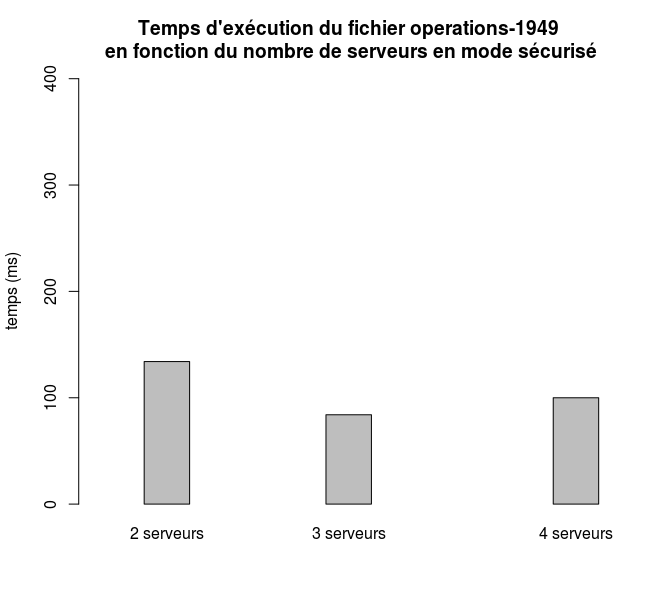 Temps d'exécution du fichier operations-1949
en fonction du nombre de serveurs en mode sécurisé
400
300
200
100
0
temps (ms)
2 serveurs
3 serveurs
4 serveurs